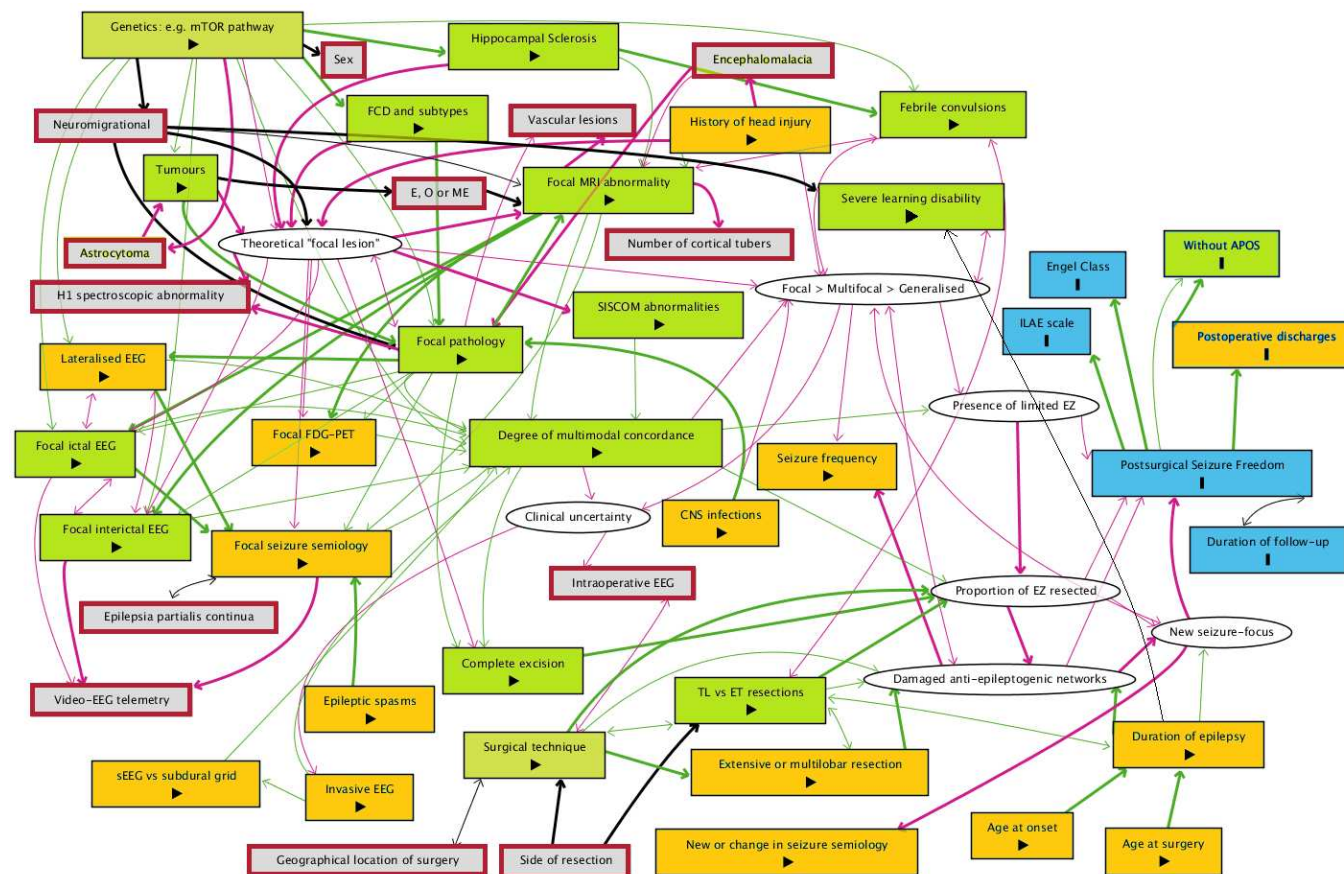 Genetics: e.g. mTOR pathway
Sex
Hippocampal Sclerosis
Encephalomalacia
Neuromigrational
FCD and subtypes
Vascular lesions
History of head injury
Febrile convulsions
Tumours
E, O or ME
Focal MRI abnormality
Severe learning disability
Astrocytoma
Theoretical "focal lesion"
Number of cortical tubers
Without APOS
H1 spectroscopic abnormality
SISCOM abnormalities
Focal > Multifocal > Generalised
Engel Class
ILAE scale
Postoperative discharges
Lateralised EEG
Focal pathology
Presence of limited EZ
Focal ictal EEG
Focal FDG-PET
Degree of multimodal concordance
Seizure frequency
Postsurgical Seizure Freedom
Focal interictal EEG
Focal seizure semiology
Clinical uncertainty
CNS infections
Duration of follow-up
Epilepsia partialis continua
Intraoperative EEG
Proportion of EZ resected
New seizure-focus
Video-EEG telemetry
Epileptic spasms
Complete excision
TL vs ET resections
Damaged anti-epileptogenic networks
sEEG vs subdural grid
Invasive EEG
Surgical technique
Extensive or multilobar resection
Duration of epilepsy
Geographical location of surgery
Side of resection
New or change in seizure semiology
Age at onset
Age at surgery